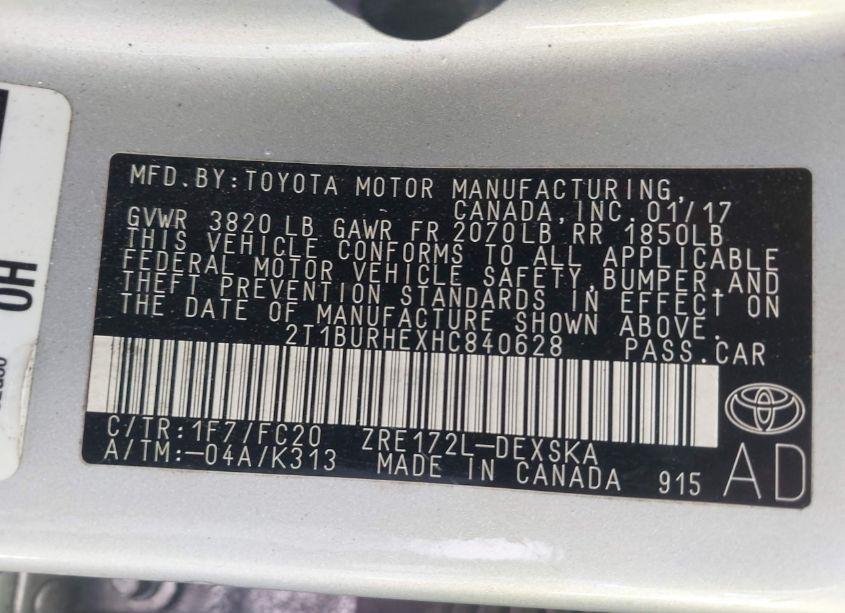 MFD.BY:TOYOTA MOTOR MANUFACTURING,
CANADA,INC.01/17
GVWR 3820 LB GAWR FR 2070LB RR 1850LB
THIS VEHICLE CONFORMS TO ALL APPLICABLE
FEDERAL MOTOR VEHICLE SAFETY,BUMPER,AND
THEFT PREVENTION STANDARDS IN EFFECT ON
THE DATE OF MANUFACTURE SHOWN ABOVE.
2T1BURHEXHC840628 PASS.CAR
C/TR:1F7/FC20 ZRE172L-DEXSKA
A/TM:-04A/K313 MADE IN CANADA 915
AD
OH